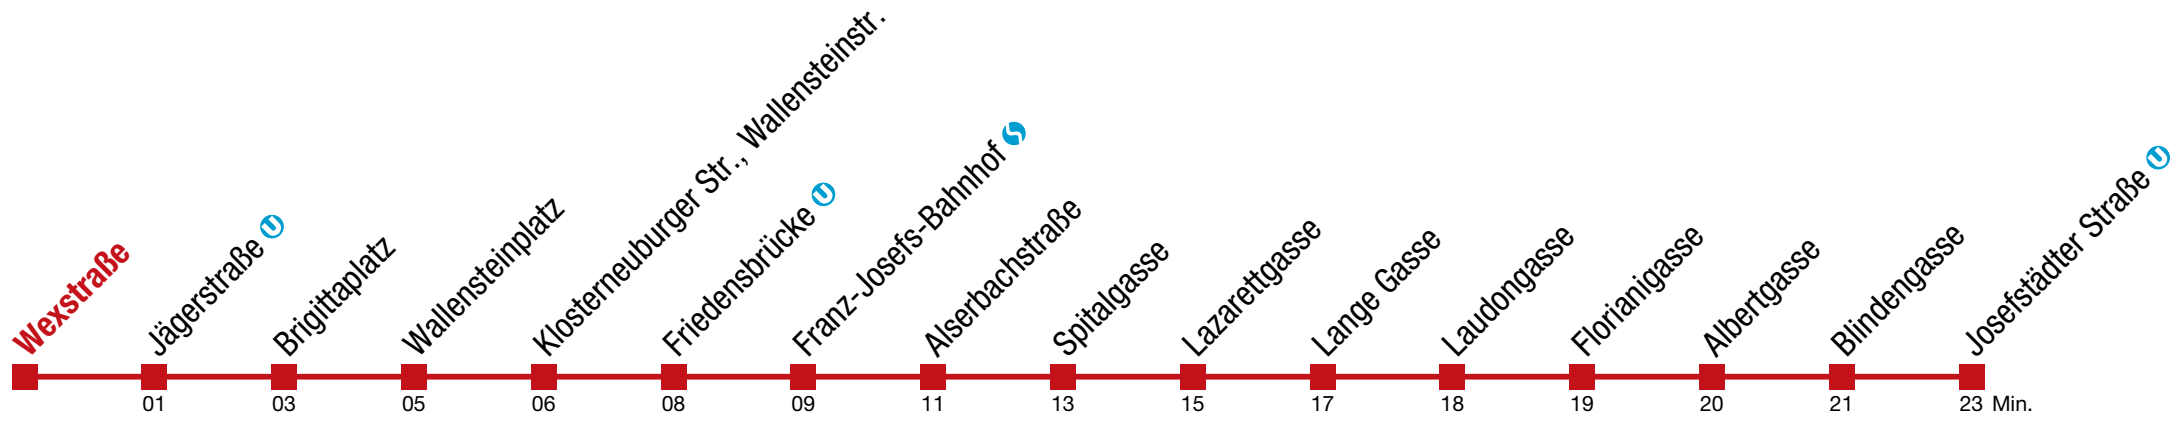 Wexstraße
Jägerstraße
Brigittaplatz
Wallensteinplatz
Klosterneuburger Str., Wallensteinstr.
Friedensbrücke
Franz-Josefs-Bahnhof
Alserbachstraße
Spitalgasse
Lazarettgasse
Lange Gasse
Laudongasse
Florianigasse
Albertgasse
Blindengasse
Josefstädter Straße
01 03 05 06 08 09 11 13 15 17 18 19 20 21 23 Min.